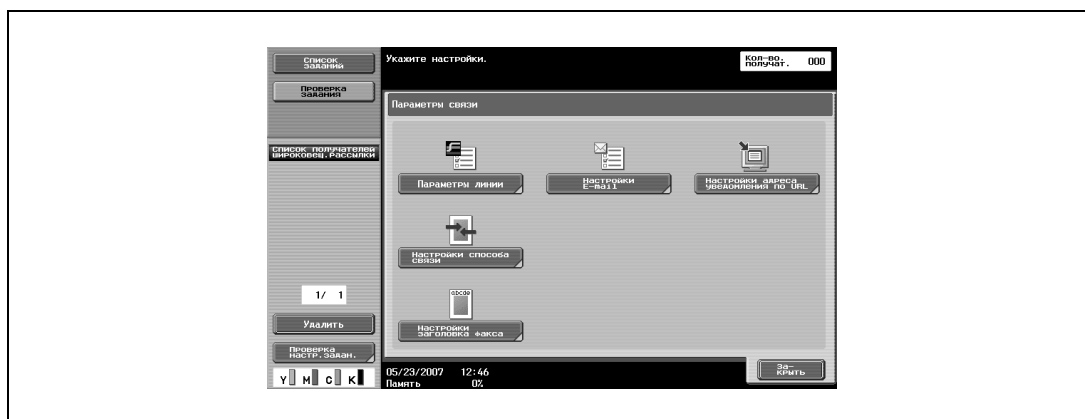 Список
заданий
Проверка
задания
Список получателей
широковещ.рассылки
1/ 1
Удалить
Проверка
настр.задан.
Y M C K
Укажите настройки.
Кол-во.
получат. 000
Параметры связи
Параметры линии
Настройки
E-mail
Настройки адреса
уведомления по URL
Настройки способа
связи
abcde
Настройки
заголовка факса
05/23/2007 12:46
Память 0%
За-
крыть